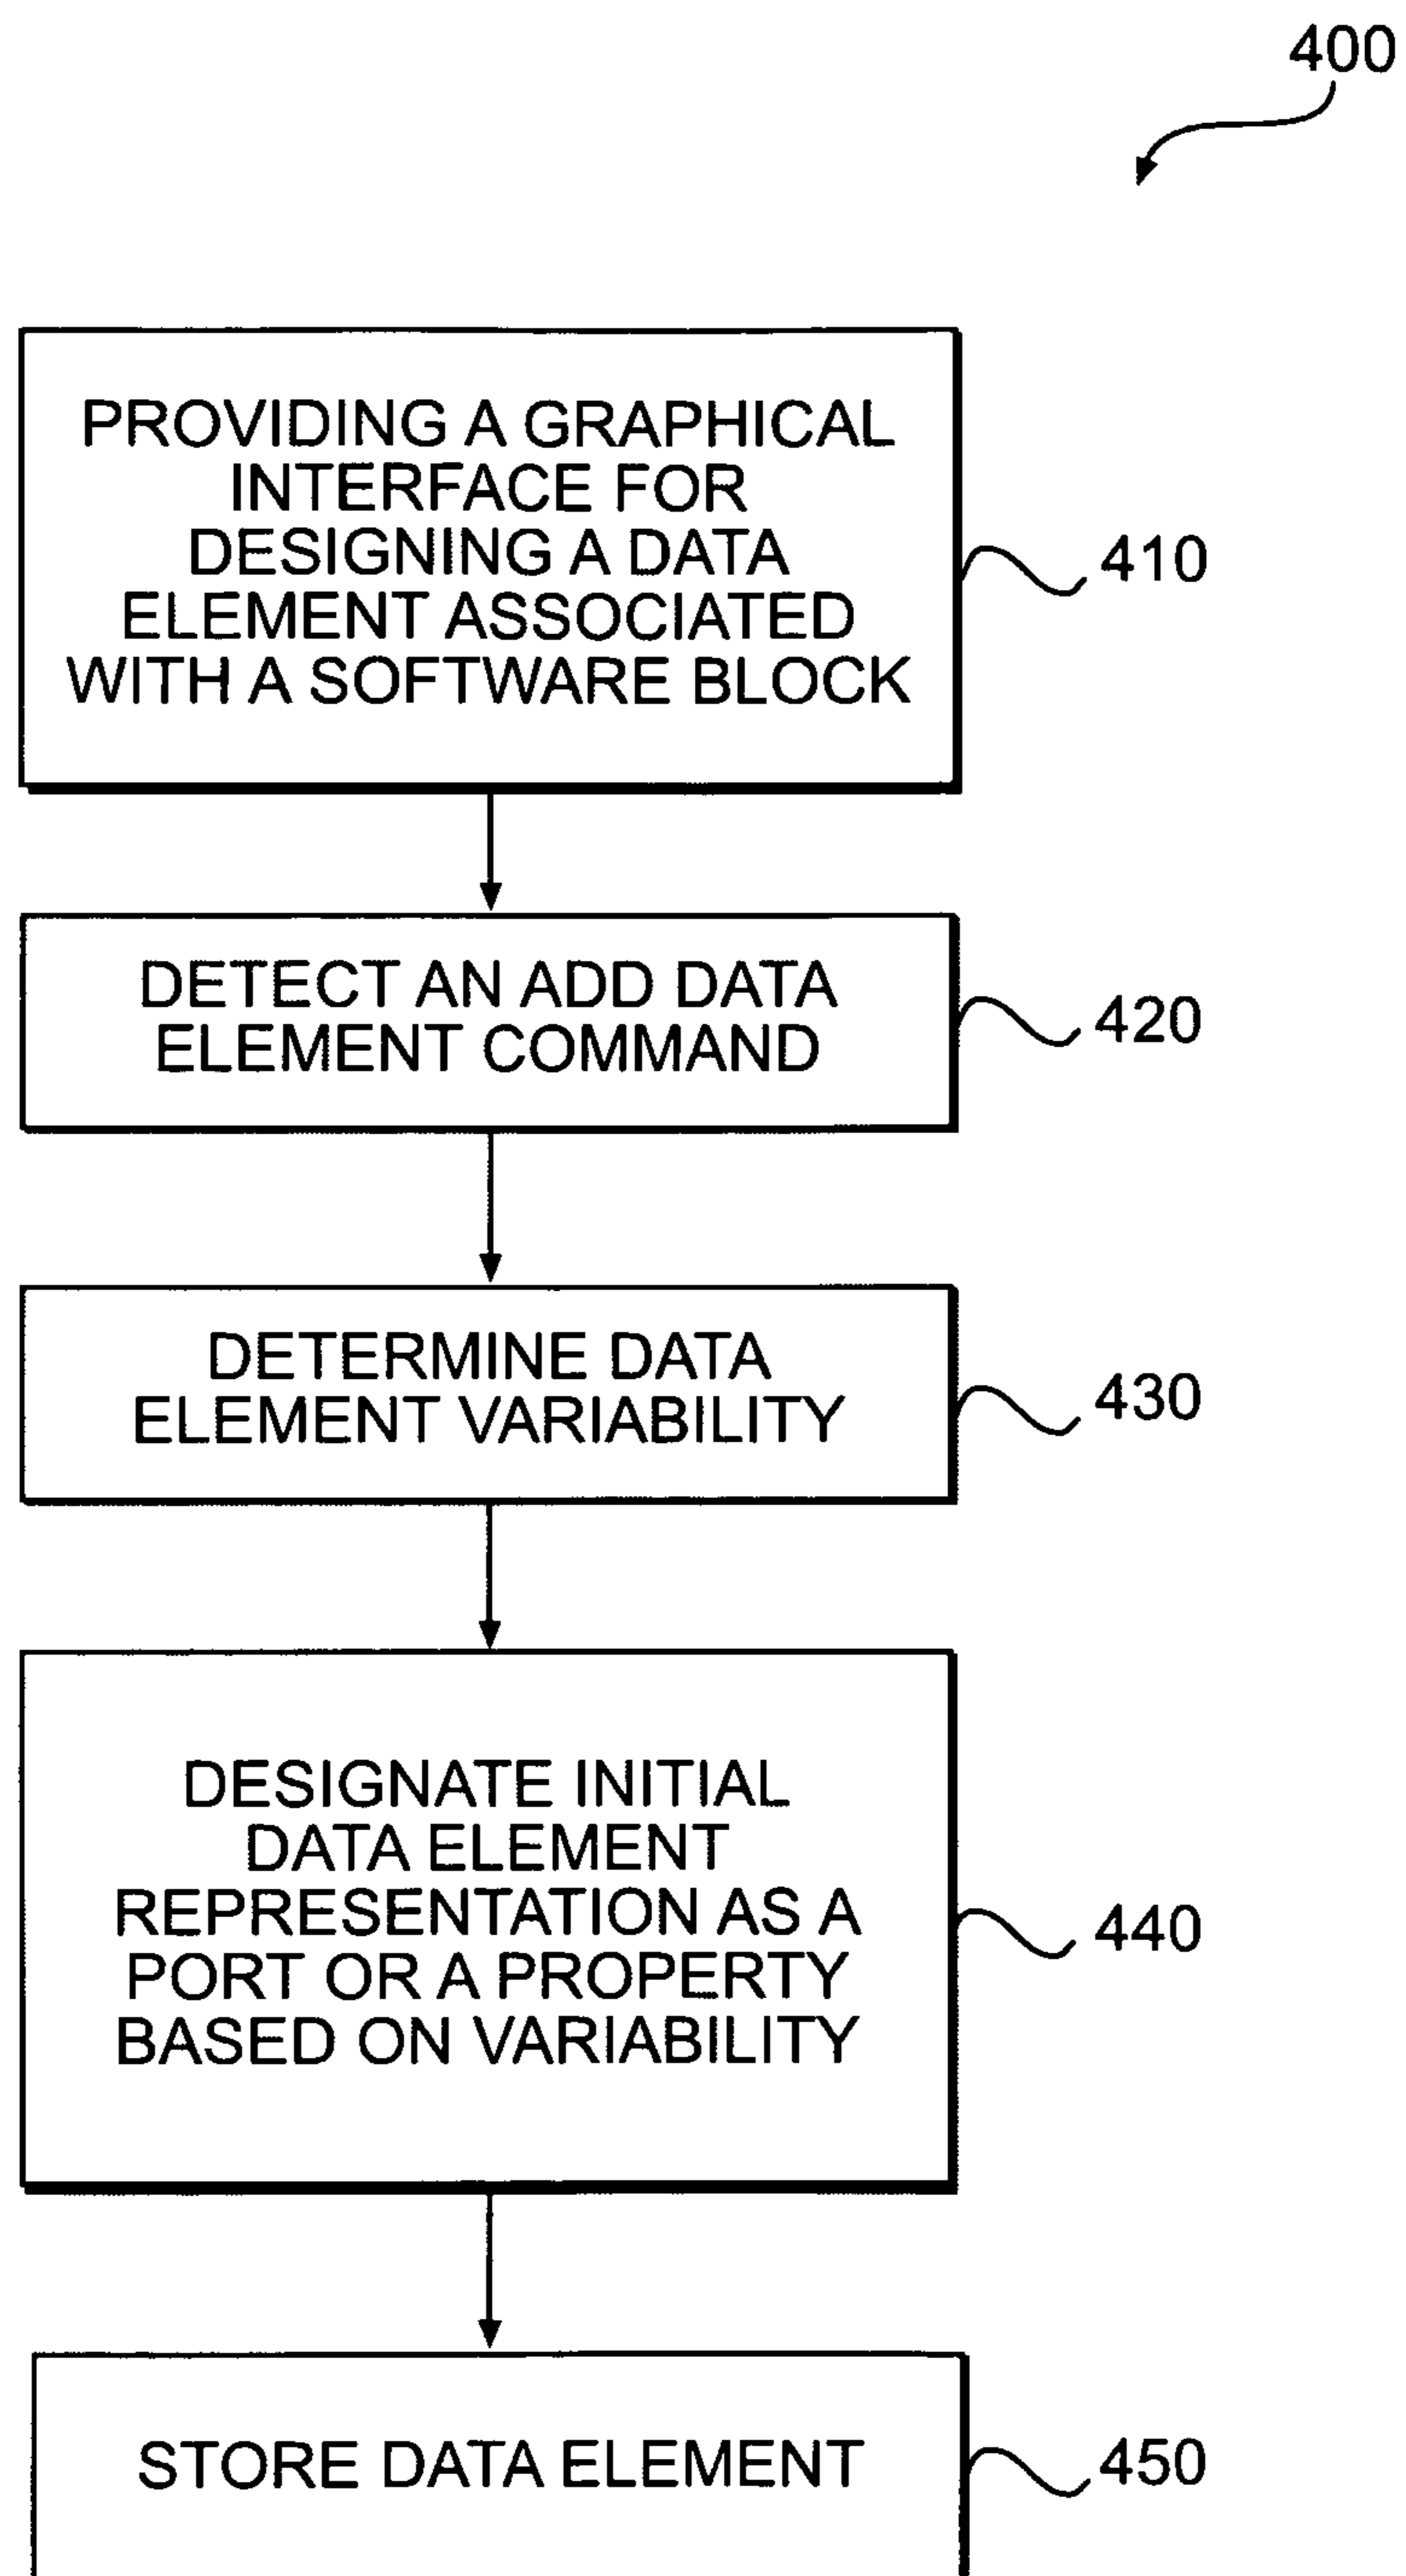 400
PROVIDING A GRAPHICAL
INTERFACE FOR
DESIGNING A DATA
ELEMENT ASSOCIATED
WITH A SOFTWARE BLOCK
410
DETECT AN ADD DATA
ELEMENT COMMAND
420
DETERMINE DATA
ELEMENT VARIABILITY
430
DESIGNATE INITIAL
DATA ELEMENT
REPRESENTATION AS A
PORT OR A PROPERTY
BASED ON VARIABILITY
440
STORE DATA ELEMENT
450